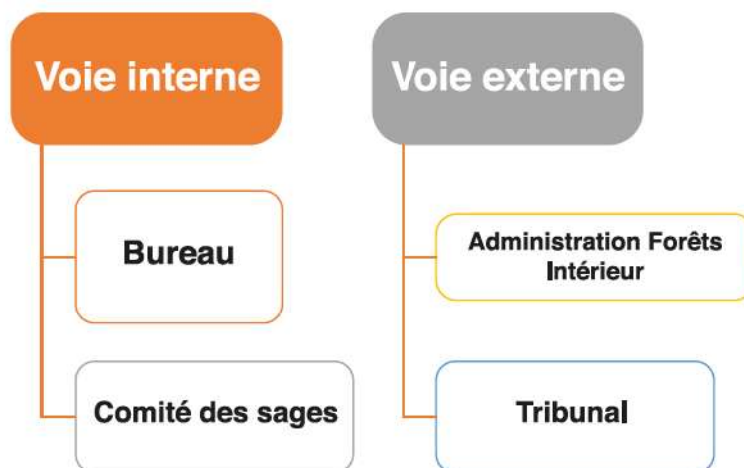 Voie interne
Bureau
Comité des sages
Voie externe
Administration Forêts
Intérieur
Tribunal